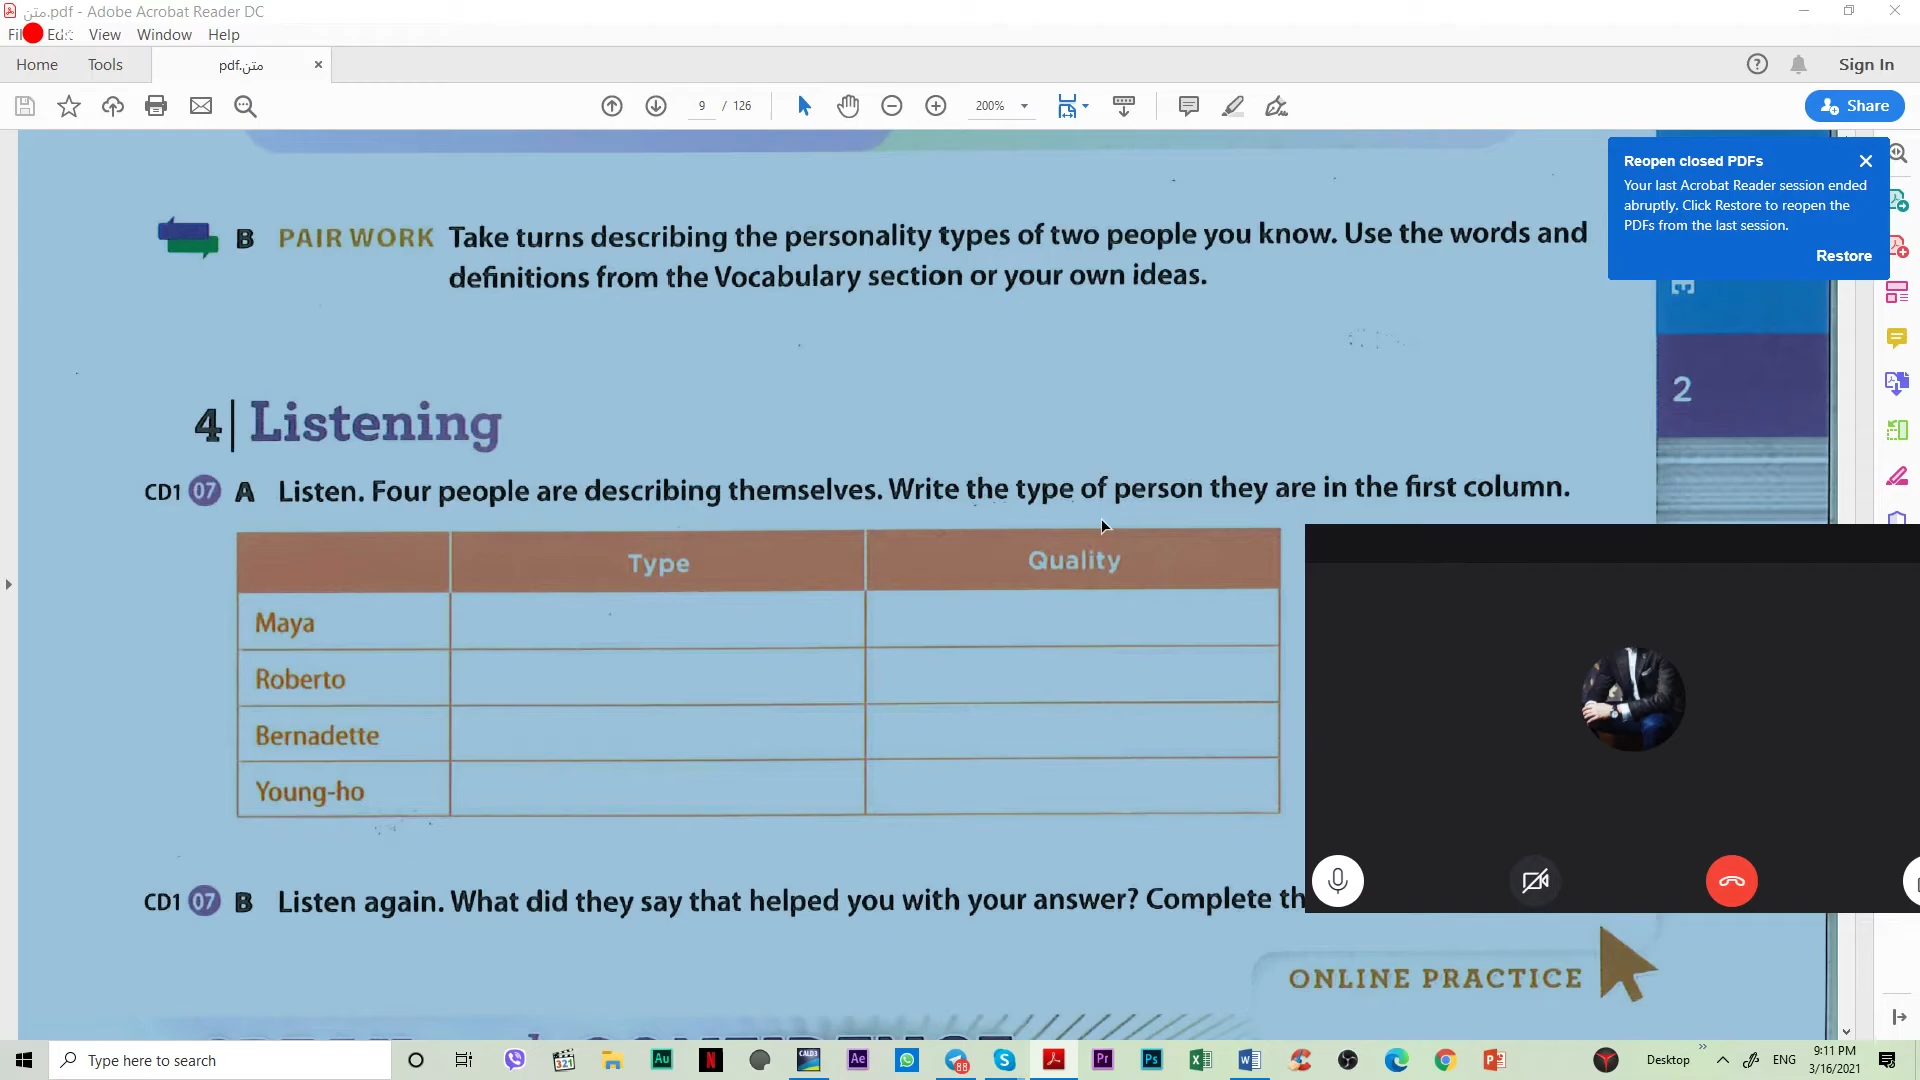 متن.pdf - Adobe Acrobat Reader DC
Edit View Window Help
Home Tools متن.pdf Sign In
9 / 126 200% Share
Reopen closed PDFs
Your last Acrobat Reader session ended
abruptly. Click Restore to reopen the
PDFs from the last session.
Restore
B PAIR WORK Take turns describing the personality types of two people you know. Use the words and
definitions from the Vocabulary section or your own ideas.
2
4 Listening
CD1 07 A Listen. Four people are describing themselves. Write the type of person they are in the first column.
Type Quality
Maya
Roberto
Bernadette
Young-ho
CD1 07 B Listen again. What did they say that helped you with your answer? Complete th
ONLINE PRACTICE
Type here to search
Desktop
ENG
9:11 PM
3/16/2021